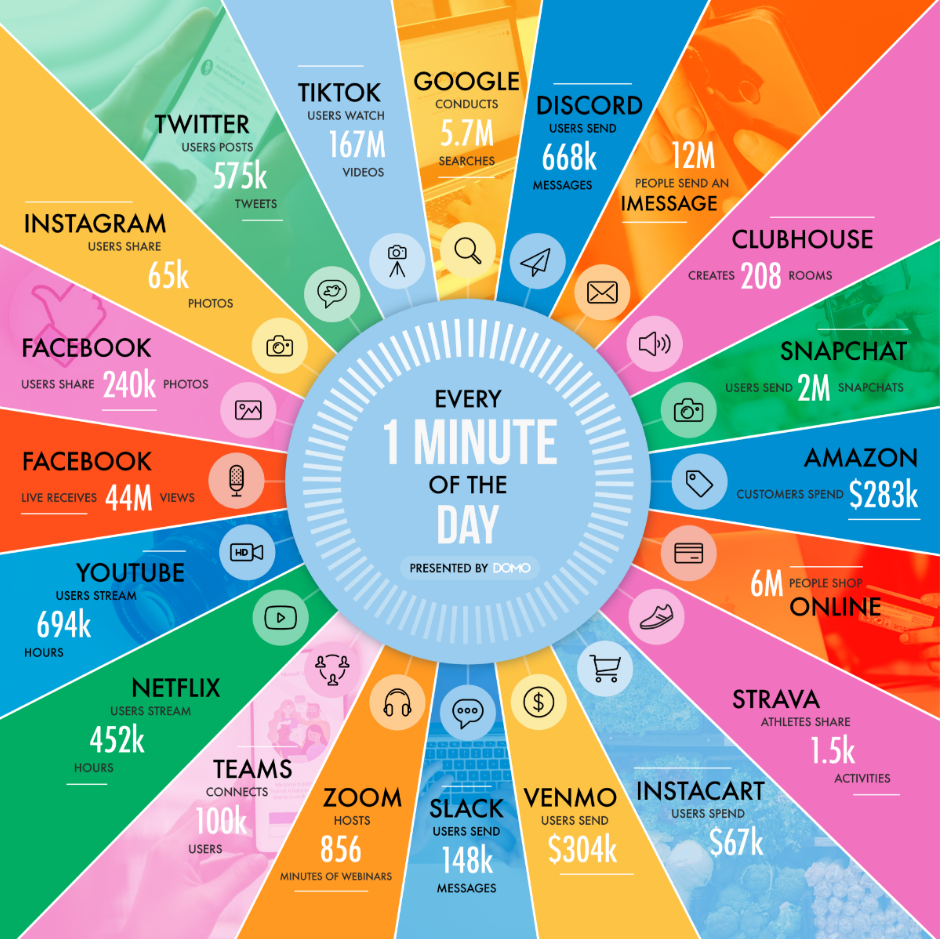 EVERY
1 MINUTE
OF THE
DAY
PRESENTED BY DOMO
GOOGLE
CONDUCTS
5.7M
SEARCHES
DISCORD
USERS SEND
668k
MESSAGES
12M
PEOPLE SEND AN
IMESSAGE
CLUBHOUSE
CREATES 208 ROOMS
SNAPCHAT
USERS SEND 2M SNAPCHATS
AMAZON
CUSTOMERS SPEND $283k
6M PEOPLE SHOP
ONLINE
STRAVA
ATHLETES SHARE
1.5k
ACTIVITIES
INSTACART
USERS SPEND
$67k
VENMO
USERS SEND
$304k
SLACK
USERS SEND
148k
MESSAGES
ZOOM
HOSTS
856
MINUTES OF WEBINARS
TEAMS
CONNECTS
100k
USERS
NETFLIX
USERS STREAM
452k
HOURS
YOUTUBE
USERS STREAM
694k
HOURS
HD
FACEBOOK
LIVE RECEIVES 44M VIEWS
FACEBOOK
USERS SHARE 240k PHOTOS
INSTAGRAM
USERS SHARE
65k
PHOTOS
TWITTER
USERS POSTS
575k
TWEETS
TIKTOK
USERS WATCH
167M
VIDEOS